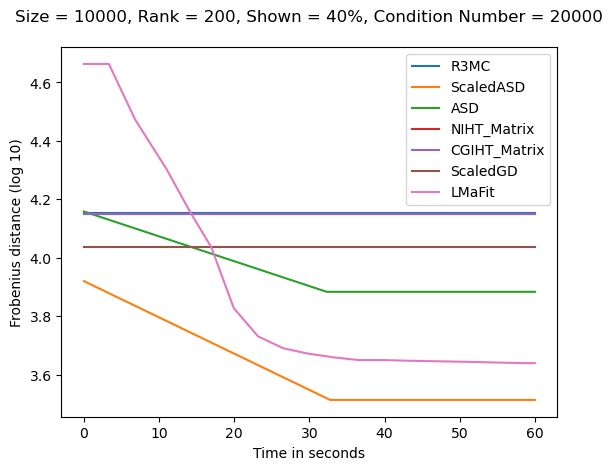 Size = 10000, Rank = 200, Shown = 40%, Condition Number = 20000
R3MC
ScaledASD
ASD
NIHT_Matrix
CGIHT_Matrix
ScaledGD
LMaFit
Frobenius distance (log 10)
4.6
4.4
4.2
4.0
3.8
3.6
0 10 20 30 40 50 60
Time in seconds